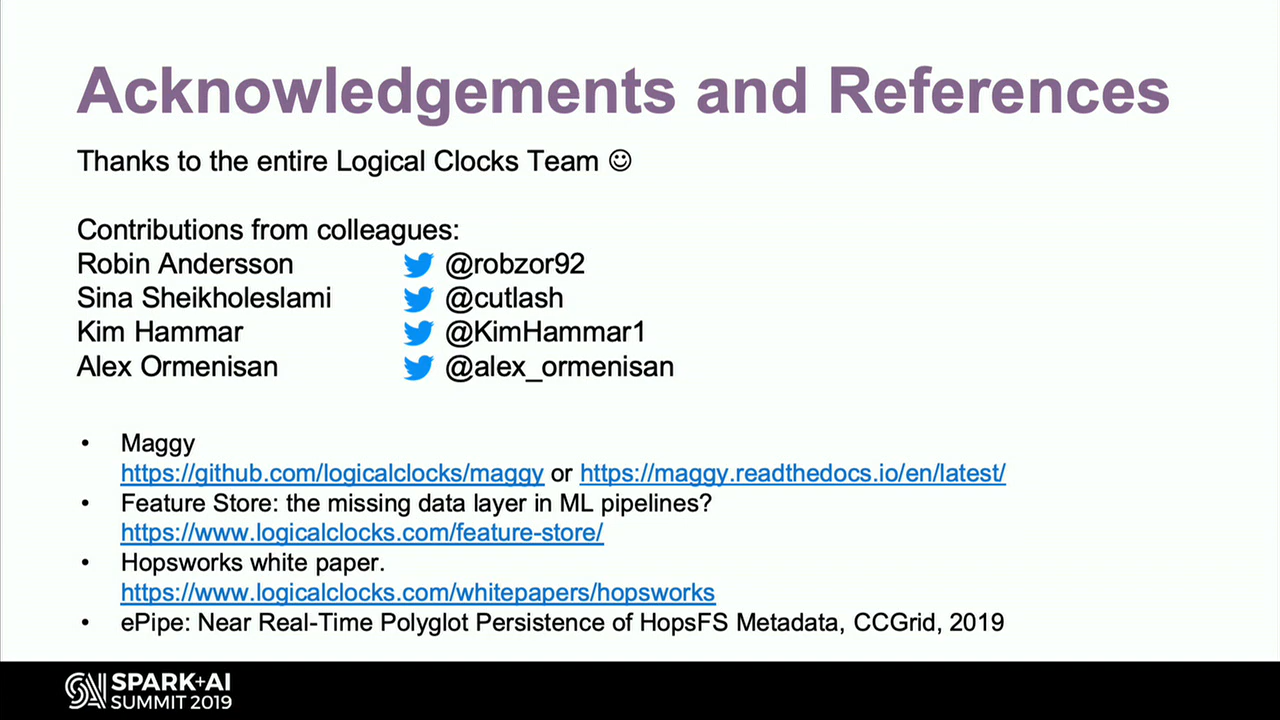 Acknowledgements and References
Thanks to the entire Logical Clocks Team ☺
Contributions from colleagues:
Robin Andersson @robzor92
Sina Sheikholeslami @cutlash
Kim Hammar @KimHammar1
Alex Ormenisan @alex_ormenisan
• Maggy
https://github.com/logicalclocks/maggy or https://maggy.readthedocs.io/en/latest/
• Feature Store: the missing data layer in ML pipelines?
https://www.logicalclocks.com/feature-store/
• Hopsworks white paper.
https://www.logicalclocks.com/whitepapers/hopsworks
• ePipe: Near Real-Time Polyglot Persistence of HopsFS Metadata, CCGrid, 2019
SPARK+AI
SUMMIT 2019